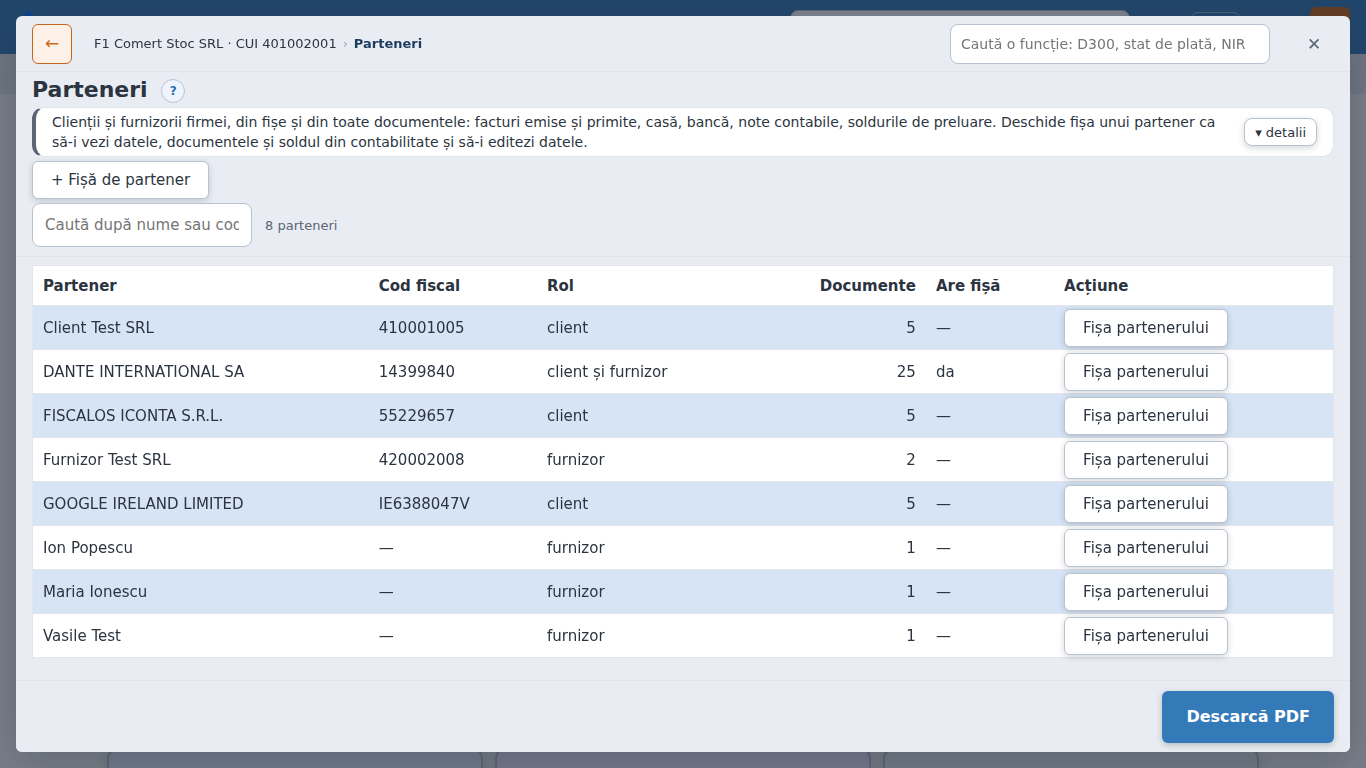 ←
F1 Comert Stoc SRL · CUI 401002001 › Parteneri
Caută o funcție: D300, stat de plată, NIR
✕
Parteneri ?
Clienții și furnizorii firmei, din fișe și din toate documentele: facturi emise și primite, casă, bancă, note contabile, soldurile de preluare. Deschide fișa unui partener ca
să-i vezi datele, documentele și soldul din contabilitate și să-i editezi datele.
▾ detalii
+ Fișă de partener
Caută după nume sau coc
8 parteneri
Partener Cod fiscal Rol Documente Are fișă Acțiune
Client Test SRL 410001005 client 5 — Fișa partenerului
DANTE INTERNATIONAL SA 14399840 client și furnizor 25 da Fișa partenerului
FISCALOS ICONTA S.R.L. 55229657 client 5 — Fișa partenerului
Furnizor Test SRL 420002008 furnizor 2 — Fișa partenerului
GOOGLE IRELAND LIMITED IE6388047V client 5 — Fișa partenerului
Ion Popescu — furnizor 1 — Fișa partenerului
Maria Ionescu — furnizor 1 — Fișa partenerului
Vasile Test — furnizor 1 — Fișa partenerului
Descarcă PDF